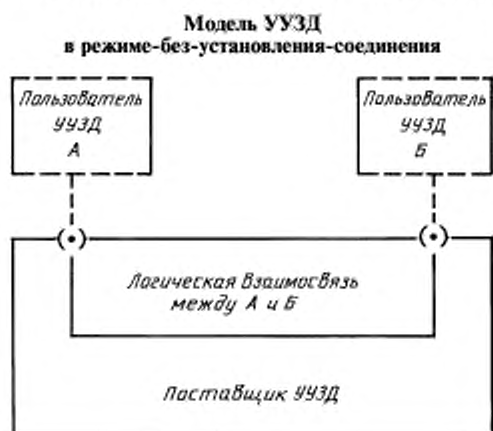 Модель УУЗД
в режиме-без-установления-соединения
Пользователь
УУЗД
А
Пользователь
УУЗД
Б
Логическая взаимосвязь
между А и Б
Поставщик УУЗД